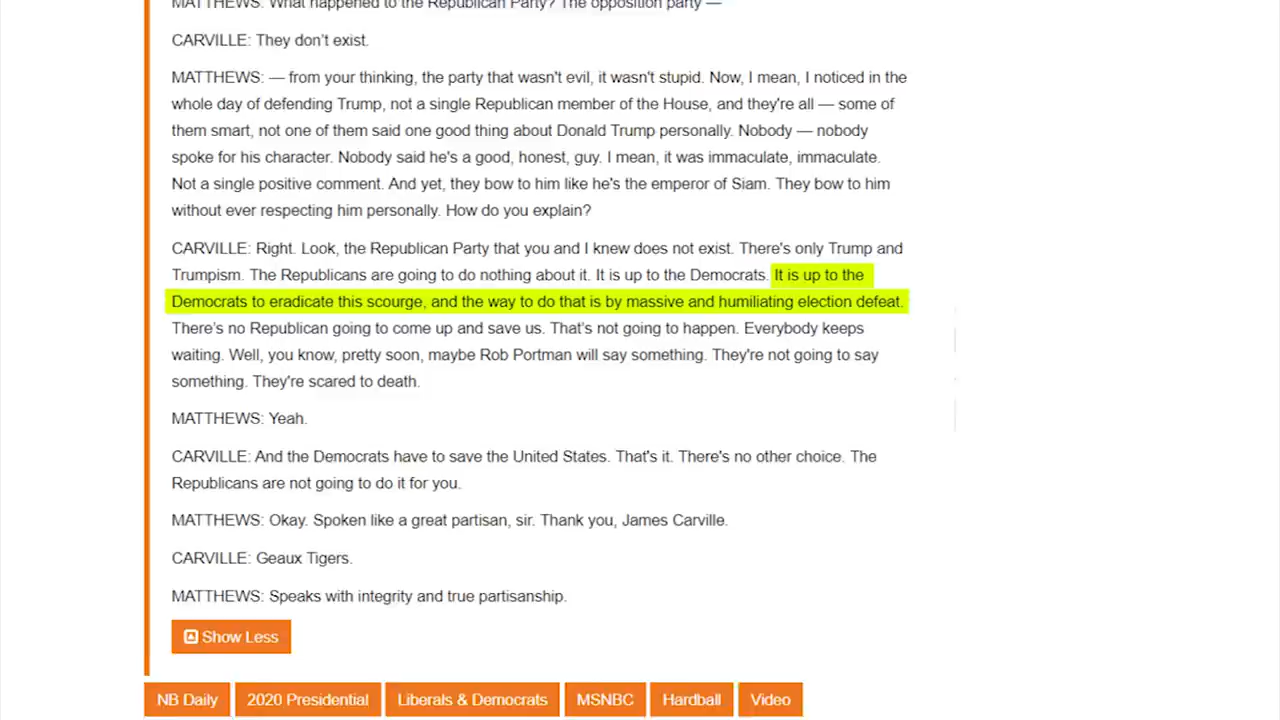 MATTHEWS: What happened to the Republican Party? The opposition party —
CARVILLE: They don't exist.
MATTHEWS: — from your thinking, the party that wasn't evil, it wasn't stupid. Now, I mean, I noticed in the
whole day of defending Trump, not a single Republican member of the House, and they're all — some of
them smart, not one of them said one good thing about Donald Trump personally. Nobody — nobody
spoke for his character. Nobody said he's a good, honest, guy. I mean, it was immaculate, immaculate.
Not a single positive comment. And yet, they bow to him like he's the emperor of Siam. They bow to him
without ever respecting him personally. How do you explain?
CARVILLE: Right. Look, the Republican Party that you and I knew does not exist. There's only Trump and
Trumpism. The Republicans are going to do nothing about it. It is up to the Democrats. It is up to the
Democrats to eradicate this scourge, and the way to do that is by massive and humiliating election defeat.
There's no Republican going to come up and save us. That's not going to happen. Everybody keeps
waiting. Well, you know, pretty soon, maybe Rob Portman will say something. They're not going to say
something. They're scared to death.
MATTHEWS: Yeah.
CARVILLE: And the Democrats have to save the United States. That's it. There's no other choice. The
Republicans are not going to do it for you.
MATTHEWS: Okay. Spoken like a great partisan, sir. Thank you, James Carville.
CARVILLE: Geaux Tigers.
MATTHEWS: Speaks with integrity and true partisanship.
Show Less
NB Daily 2020 Presidential Liberals & Democrats MSNBC Hardball Video